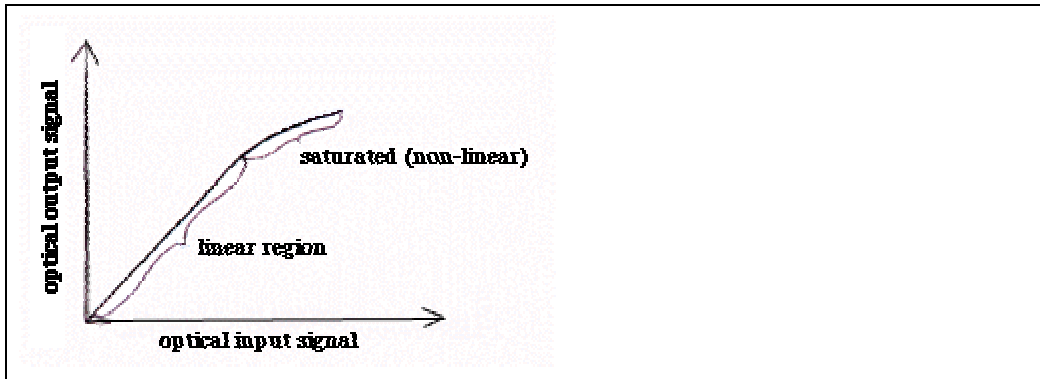 optical output signal
saturated (non-linear)
linear region
optical input signal